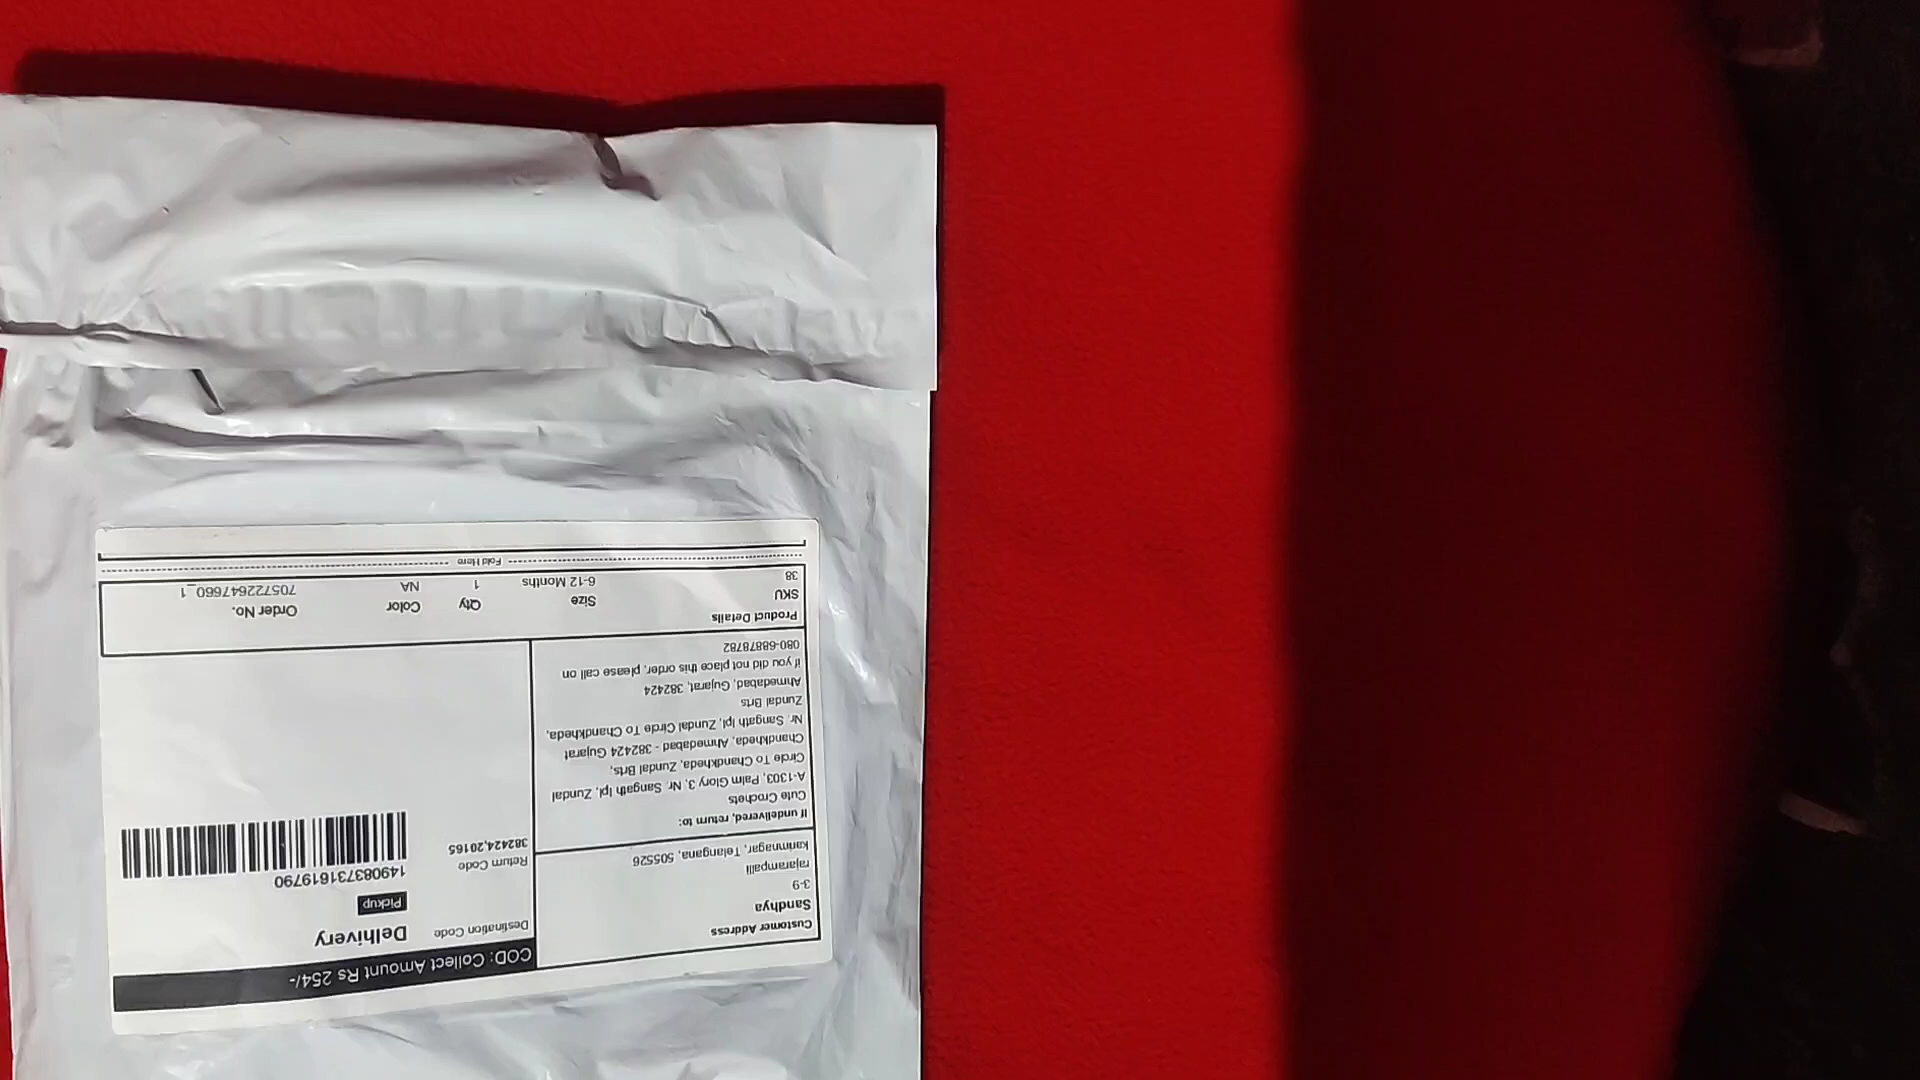 Customer Address
Sandhya
3-9
rajarampalli
karimnagar, Telangana, 505526
If undelivered, return to:
Cute Crochets
A-1303, Palm Glory 3, Nr. Sangath Ipl, Zundal
Circle To Chandkheda, Zundal Brts,
Chandkheda, Ahmedabad - 382424 Gujarat
Nr. Sangath Ipl, Zundal Circle To Chandkheda,
Zundal Brts
Ahmedabad, Gujarat, 382424
if you did not place this order, please call on
080-68878782
COD: Collect Amount Rs 254/-
Destination Code
Delhivery
Pickup
Return Code
382424,20165
1490837316197​90
Product Details
SKU Size Qty Color Order No.
38 6-12 Months 1 NA 705722647660_1
Fold Here